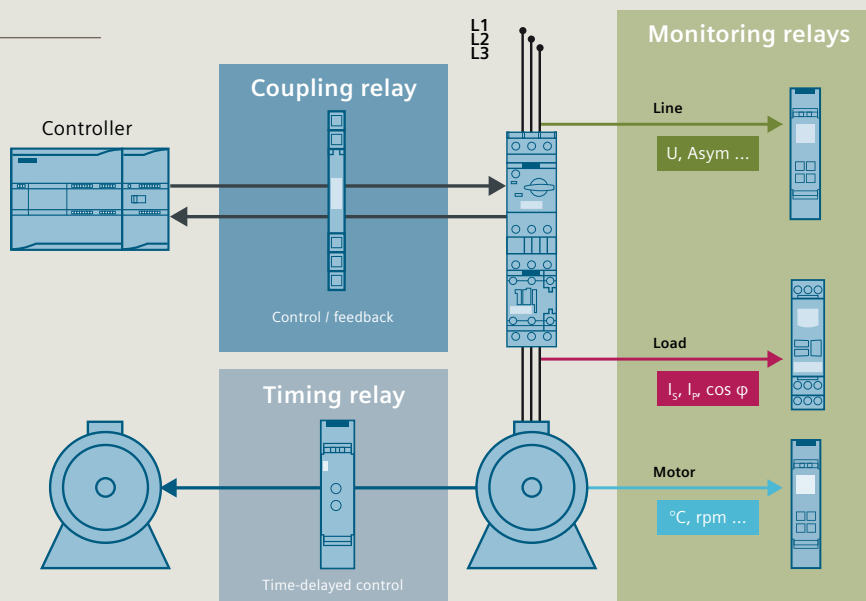 L1
L2
L3
Monitoring relays
Coupling relay
Controller
Line
U, Asym ...
Control / feedback
Load
Iₛ, Iₚ, cos φ
Timing relay
Motor
°C, rpm ...
Time-delayed control